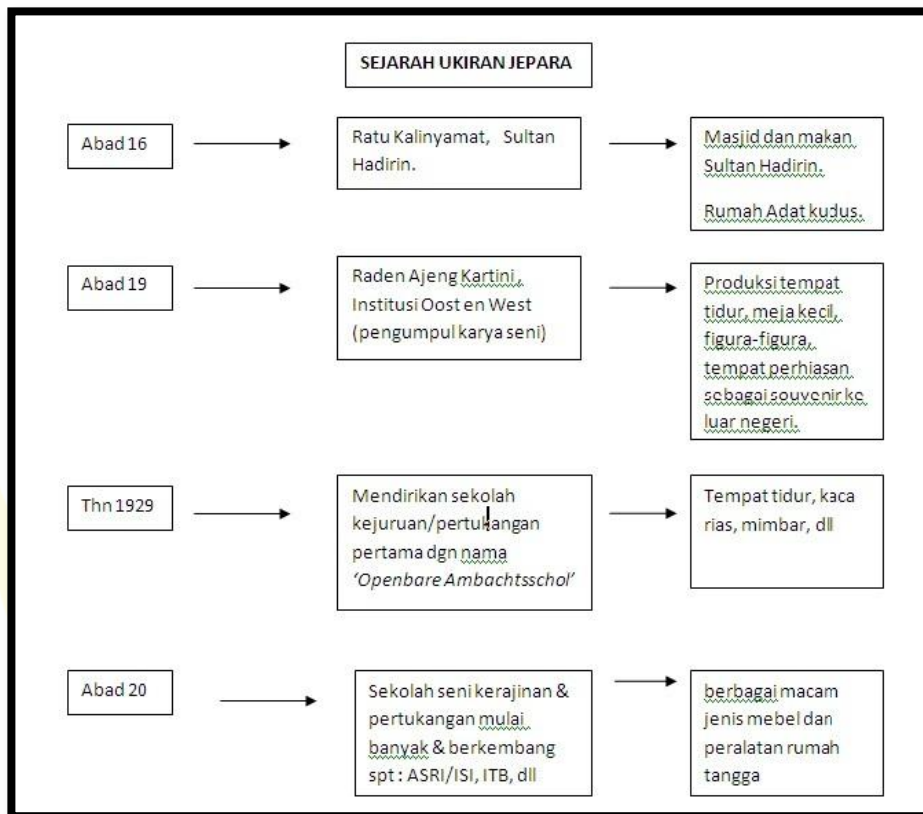 SEJARAH UKIRAN JEPARA
Abad 16
Ratu Kalinyamat, Sultan
Hadirin.
Masjid dan makan
Sultan Hadirin.
Rumah Adat kudus.
Abad 19
Raden Ajeng Kartini,
Institusi Oost en West
(pengumpul karya seni)
Produksi tempat
tidur, meja kecil,
figura-figura,
tempat perhiasan
sebagai souvenir ke
luar negeri.
Thn 1929
Mendirikan sekolah
kejuruan/pertukangan
pertama dgn nama
‘Openbare Ambachtsschol’
Tempat tidur, kaca
rias, mimbar, dll
Abad 20
Sekolah seni kerajinan &
pertukangan mulai
banyak & berkembang
spt : ASRI/ISI, ITB, dll
berbagai macam
jenis mebel dan
peralatan rumah
tangga